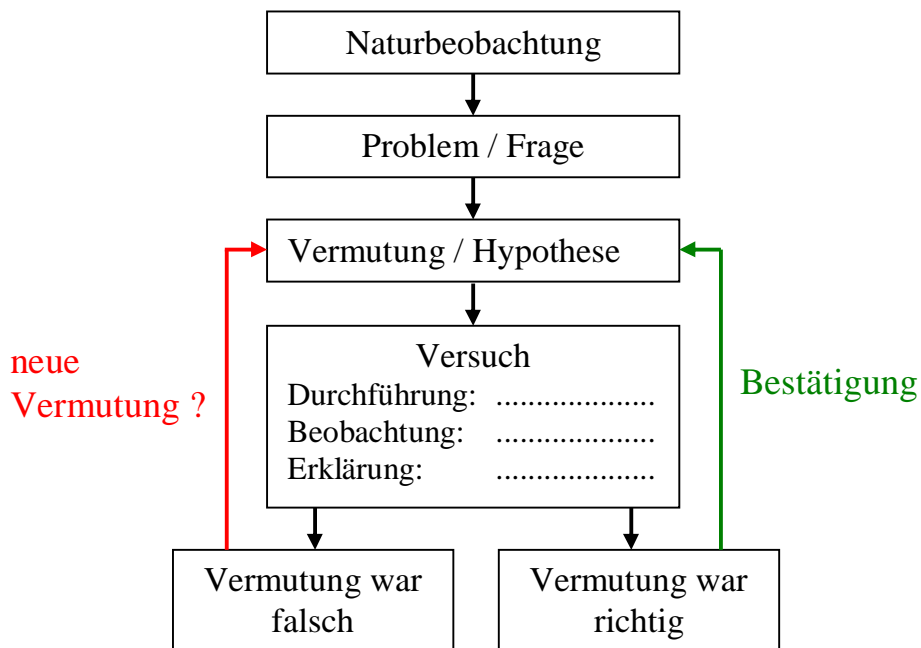 Naturbeobachtung
Problem / Frage
Vermutung / Hypothese
neue
Vermutung ?
Versuch
Durchführung: ....................
Beobachtung: ....................
Erklärung: ....................
Bestätigung
Vermutung war
falsch
Vermutung war
richtig